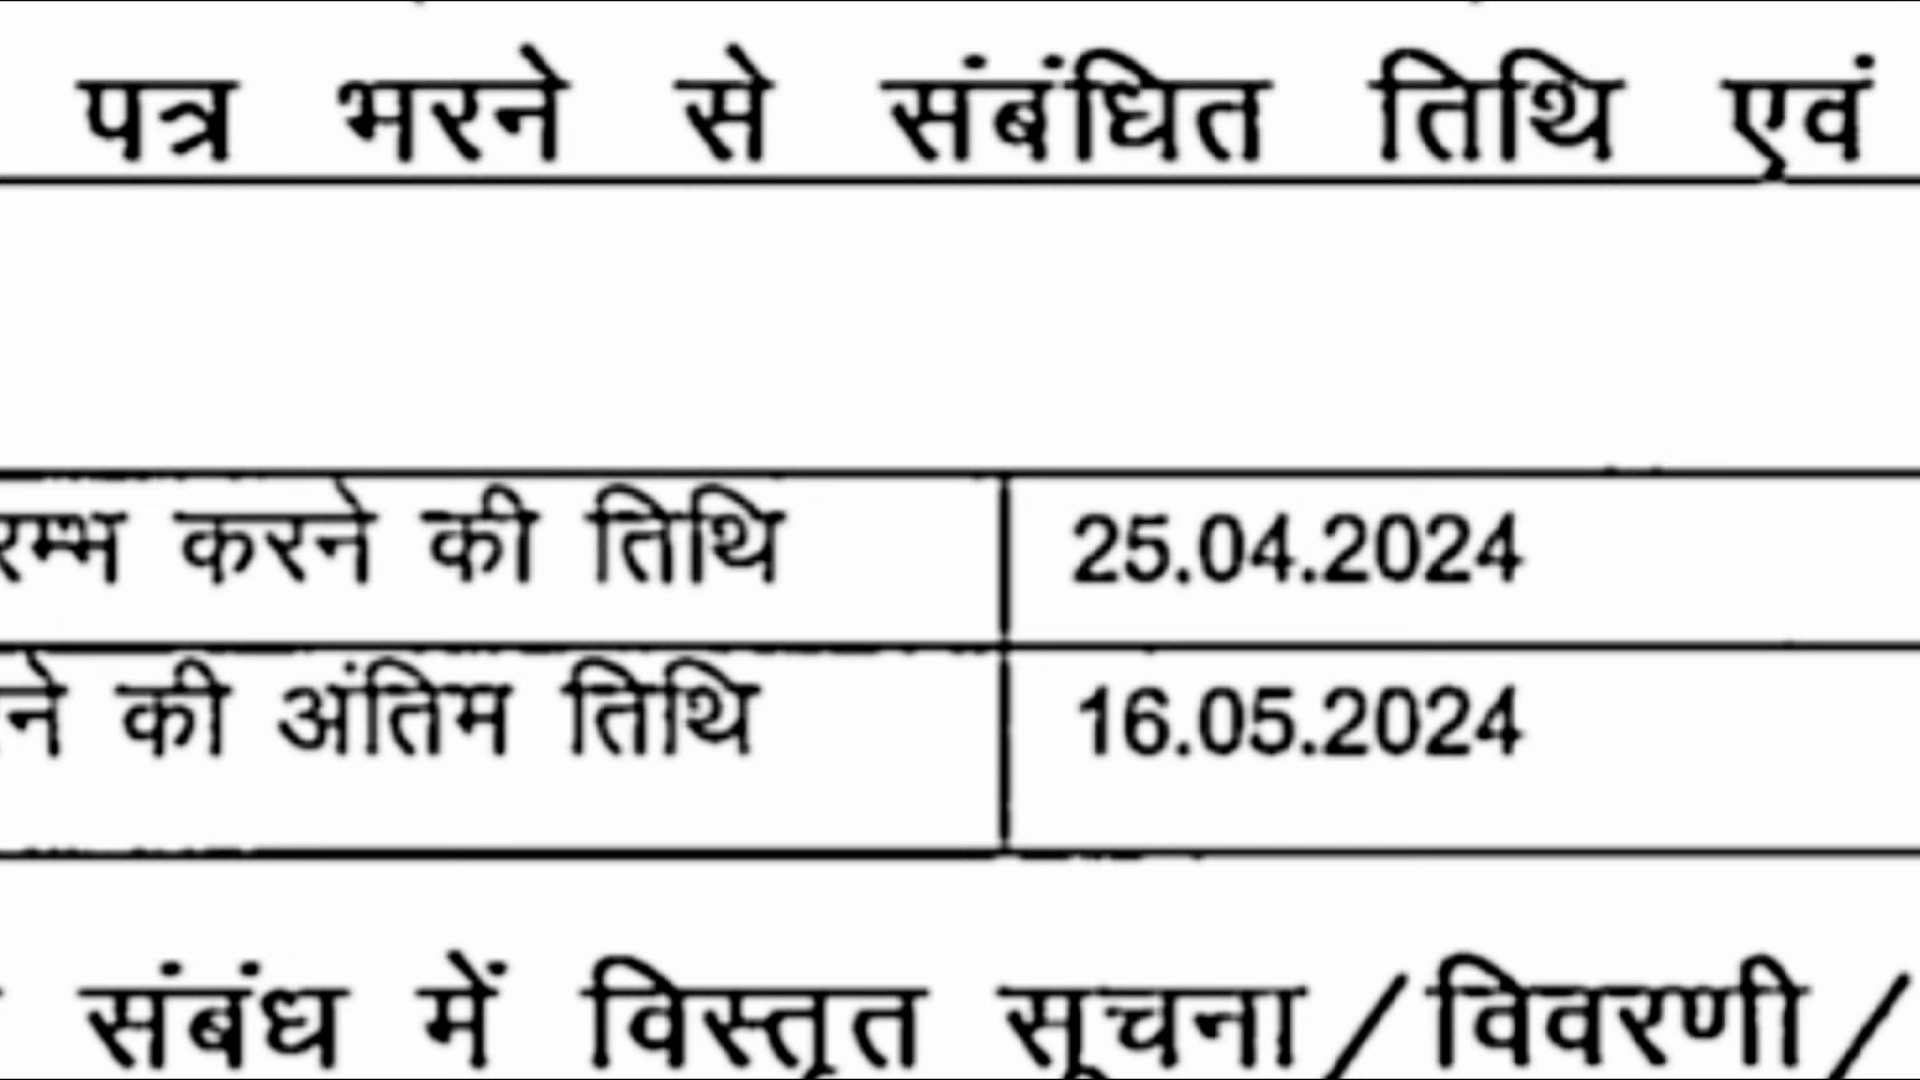 पत्र भरने से संबंधित तिथि एवं
रम्भ करने की तिथि 25.04.2024
ने की अंतिम तिथि 16.05.2024
संबंध में विस्तृत सूचना/विवरणी/